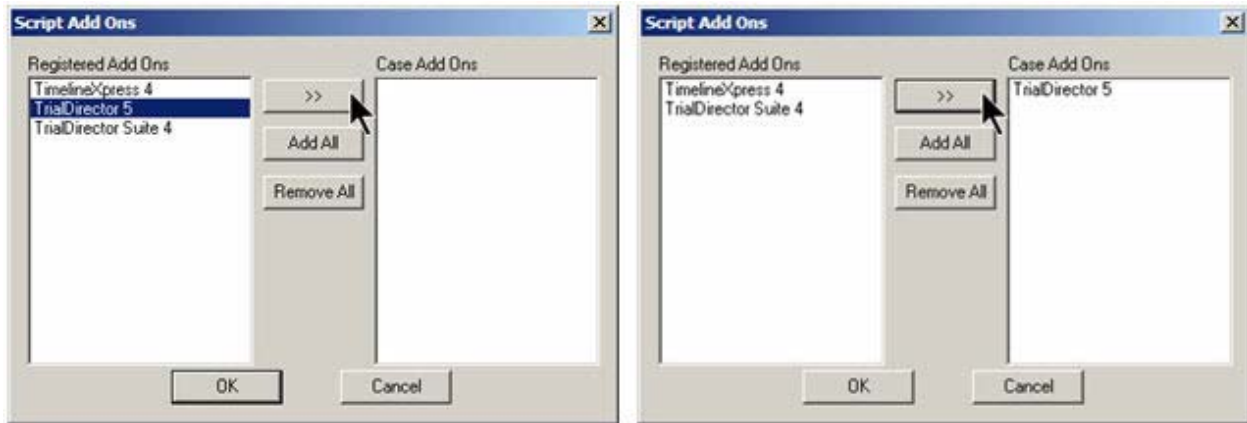 Script Add Ons
Registered Add Ons
Case Add Ons
TimelineXpress 4
TrialDirector 5
TrialDirector Suite 4
>>
Add All
Remove All
OK
Cancel
Script Add Ons
Registered Add Ons
Case Add Ons
TimelineXpress 4
TrialDirector Suite 4
>>
Add All
Remove All
TrialDirector 5
OK
Cancel